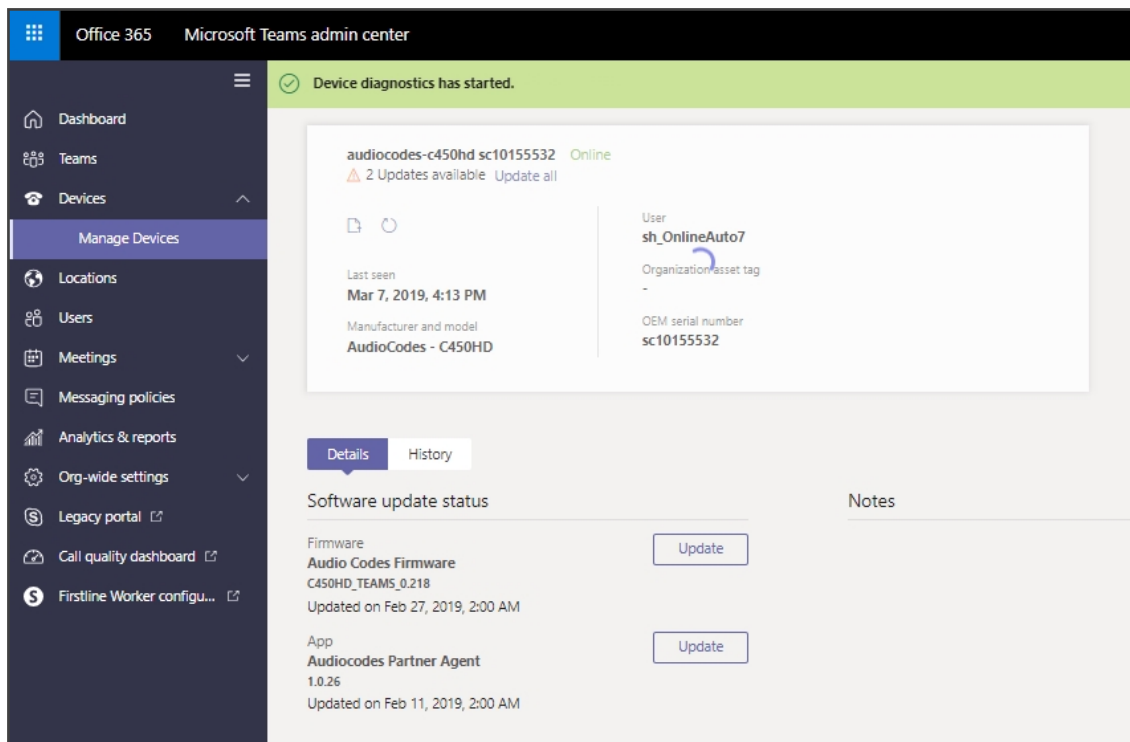 Office 365 Microsoft Teams admin center
Device diagnostics has started.
Dashboard
Teams
Devices
Manage Devices
Locations
Users
Meetings
Messaging policies
Analytics & reports
Org-wide settings
Legacy portal
Call quality dashboard
Firstline Worker configu...
audiocodes-c450hd sc10155532 Online
2 Updates available Update all
Last seen
Mar 7, 2019, 4:13 PM
Manufacturer and model
AudioCodes - C450HD
User
sh_OnlineAuto7
Organization asset tag
-
OEM serial number
sc10155532
Details History
Software update status
Firmware
Audio Codes Firmware
C450HD_TEAMS_0.218
Updated on Feb 27, 2019, 2:00 AM
Update
App
Audiocodes Partner Agent
1.0.26
Updated on Feb 11, 2019, 2:00 AM
Update
Notes